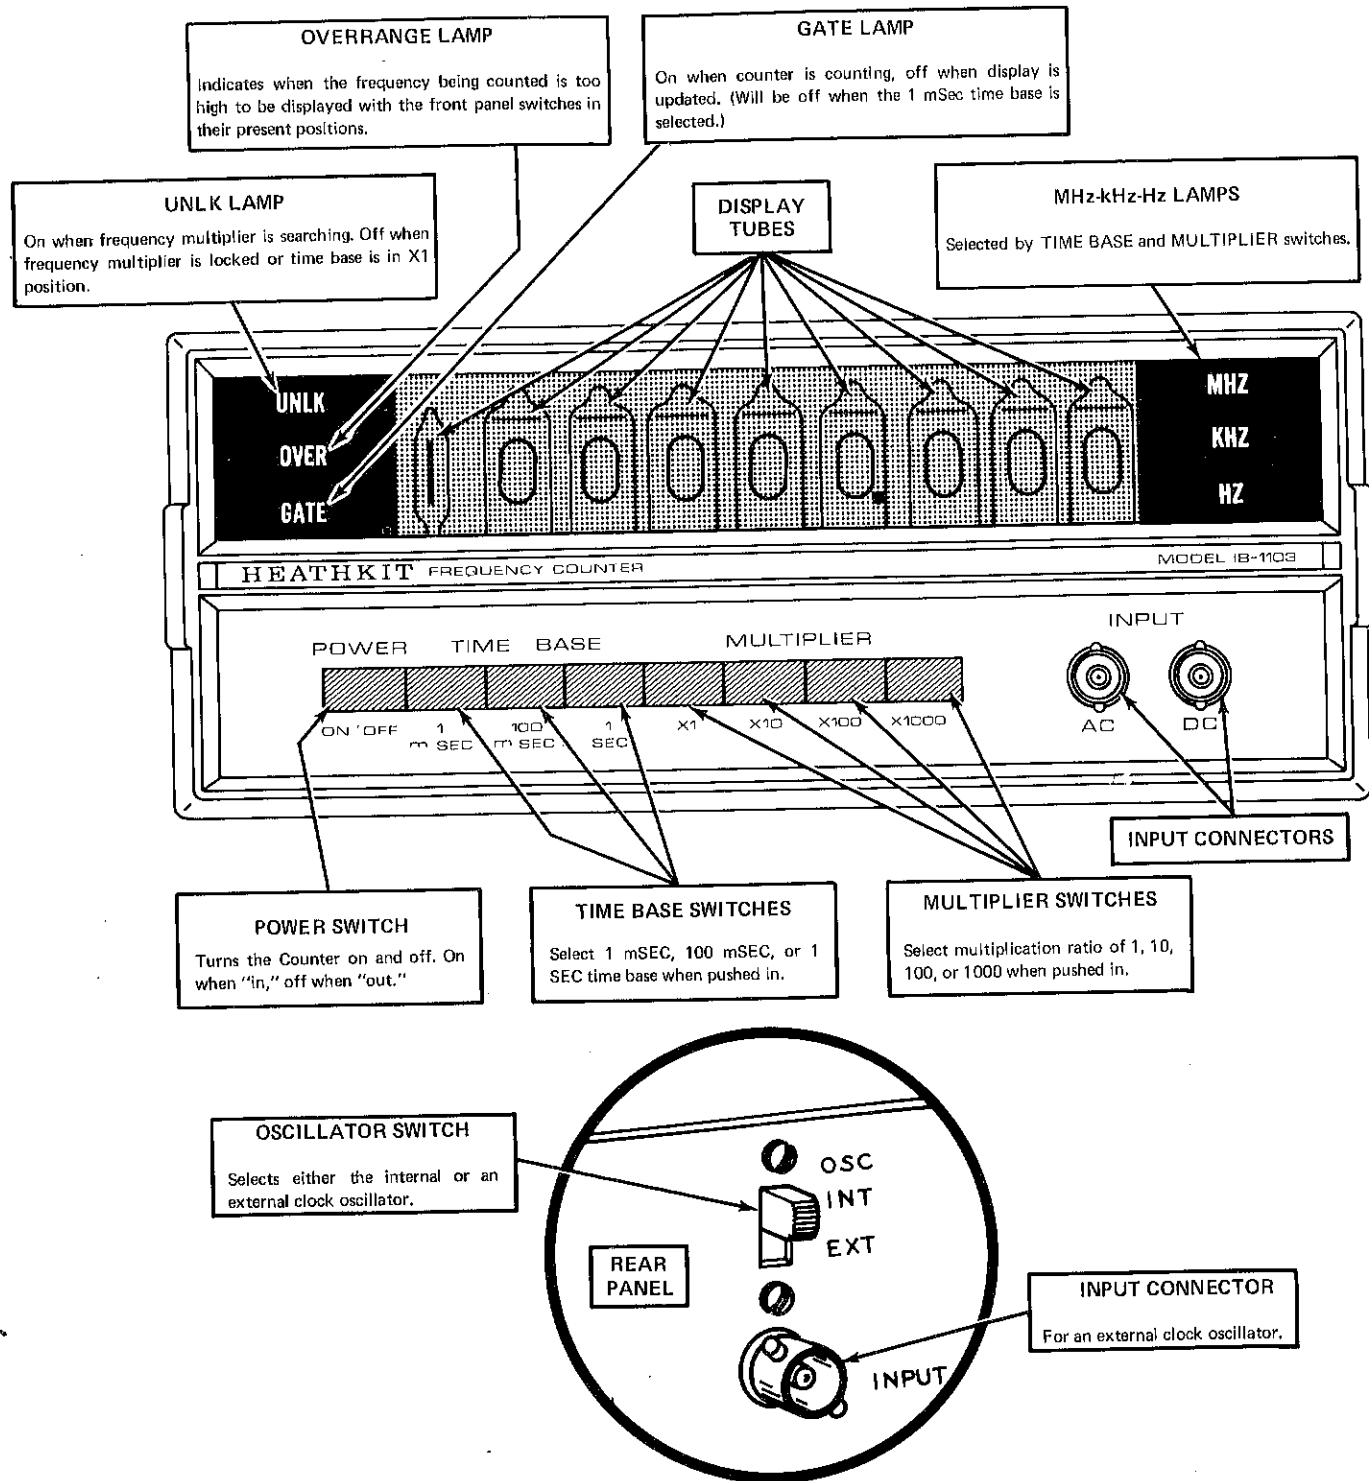 OVERRANGE LAMP
Indicates when the frequency being counted is too
high to be displayed with the front panel switches in
their present positions.
GATE LAMP
On when counter is counting, off when display is
updated. (Will be off when the 1 mSec time base is
selected.)
UNLK LAMP
On when frequency multiplier is searching. Off when
frequency multiplier is locked or time base is in X1
position.
DISPLAY
TUBES
MHz-kHz-Hz LAMPS
Selected by TIME BASE and MULTIPLIER switches.
UNLK
OVER
GATE
0 0 0 0 0. 0 0 0
MHZ
KHZ
HZ
HEATHKIT FREQUENCY COUNTER
MODEL IB-1103
POWER TIME BASE MULTIPLIER
INPUT
ON OFF
1
m SEC
100
m SEC
1
SEC
X1
X10
X100
X1000
AC
DC
INPUT CONNECTORS
POWER SWITCH
Turns the Counter on and off. On
when "in," off when "out."
TIME BASE SWITCHES
Select 1 mSEC, 100 mSEC, or 1
SEC time base when pushed in.
MULTIPLIER SWITCHES
Select multiplication ratio of 1, 10,
100, or 1000 when pushed in.
OSCILLATOR SWITCH
Selects either the internal or an
external clock oscillator.
OSC
INT
EXT
REAR
PANEL
INPUT CONNECTOR
For an external clock oscillator.
INPUT